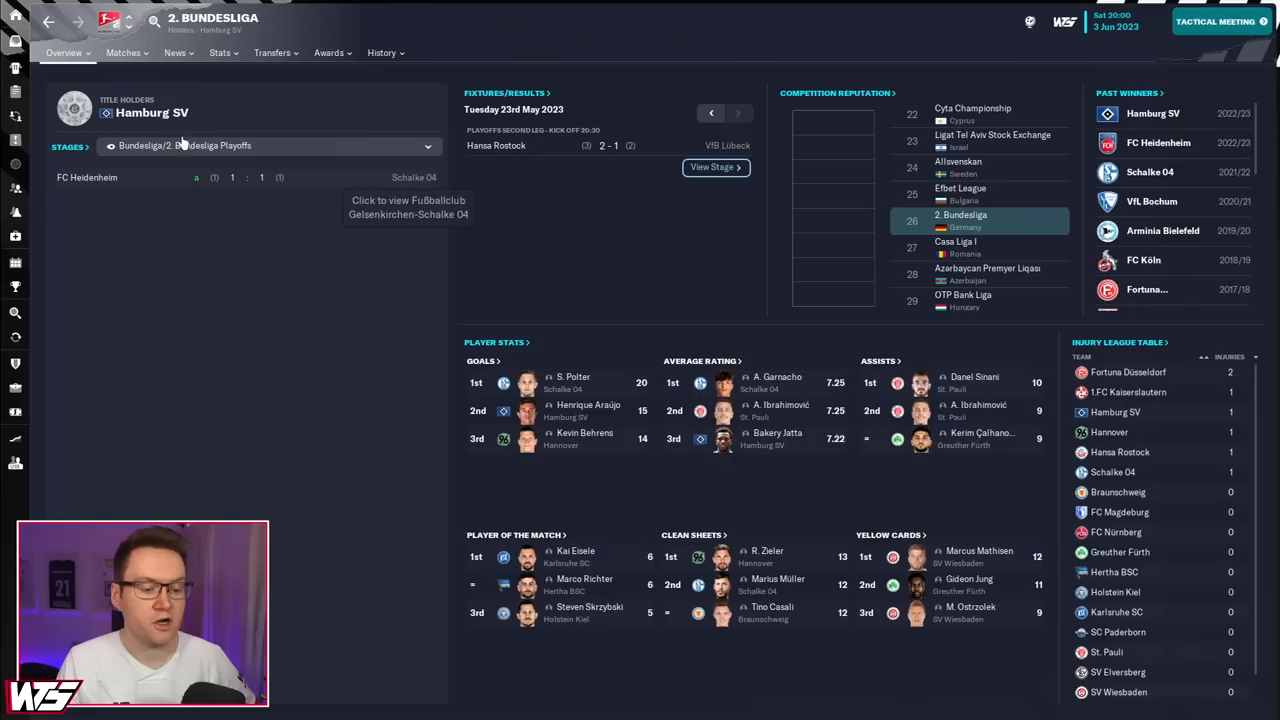 2. BUNDESLIGA
Holders - Hamburg SV
WTS
Sat 20:00
3 Jun 2023
TACTICAL MEETING
Overview
Matches
News
Stats
Transfers
Awards
History
TITLE HOLDERS
Hamburg SV
STAGES
Bundesliga/2. Bundesliga Playoffs
FC Heidenheim a (1) 1 : 1 (1) Schalke 04
Click to view Fußballclub
Gelsenkirchen-Schalke 04
FIXTURES/RESULTS
Tuesday 23rd May 2023
PLAYOFFS SECOND LEG - KICK OFF 20:30
Hansa Rostock (3) 2 - 1 (2) VfB Lübeck
View Stage
COMPETITION REPUTATION
22 Cyta Championship
Cyprus
23 Ligat Tel Aviv Stock Exchange
Israel
24 Allsvenskan
Sweden
25 Efbet League
Bulgaria
26 2. Bundesliga
Germany
27 Casa Liga I
Romania
28 Azərbaycan Premyer Liqası
Azerbaijan
29 OTP Bank Liga
Hungary
PAST WINNERS
Hamburg SV 2022/23
FC Heidenheim 2022/23
Schalke 04 2021/22
VfL Bochum 2020/21
Arminia Bielefeld 2019/20
FC Köln 2018/19
Fortuna... 2017/18
PLAYER STATS
GOALS
1st S. Polter 20
Schalke 04
2nd Henrique Araújo 15
Hamburg SV
3rd Kevin Behrens 14
Hannover
AVERAGE RATING
1st A. Garnacho 7.25
Schalke 04
2nd A. Ibrahimović 7.25
St. Pauli
3rd Bakery Jatta 7.22
Hamburg SV
ASSISTS
1st Danel Sinani 10
St. Pauli
2nd A. Ibrahimović 9
St. Pauli
= Kerim Çalhano... 9
Greuther Fürth
PLAYER OF THE MATCH
1st Kai Eisele 6
Karlsruhe SC
= Marco Richter 6
Hertha BSC
3rd Steven Skrzybski 5
Holstein Kiel
CLEAN SHEETS
1st R. Zieler 13
Hannover
2nd Marius Müller 12
Schalke 04
= Tino Casali 12
Braunschweig
YELLOW CARDS
1st Marcus Mathisen 12
SV Wiesbaden
2nd Gideon Jung 11
Greuther Fürth
3rd M. Ostrzolek 9
SV Wiesbaden
INJURY LEAGUE TABLE
TEAM INJURIES
Fortuna Düsseldorf 2
1.FC Kaiserslautern 1
Hamburg SV 1
Hannover 1
Hansa Rostock 1
Schalke 04 1
Braunschweig 0
FC Magdeburg 0
FC Nürnberg 0
Greuther Fürth 0
Hertha BSC 0
Holstein Kiel 0
Karlsruhe SC 0
SC Paderborn 0
St. Pauli 0
SV Elversberg 0
SV Wiesbaden 0
21
WTS